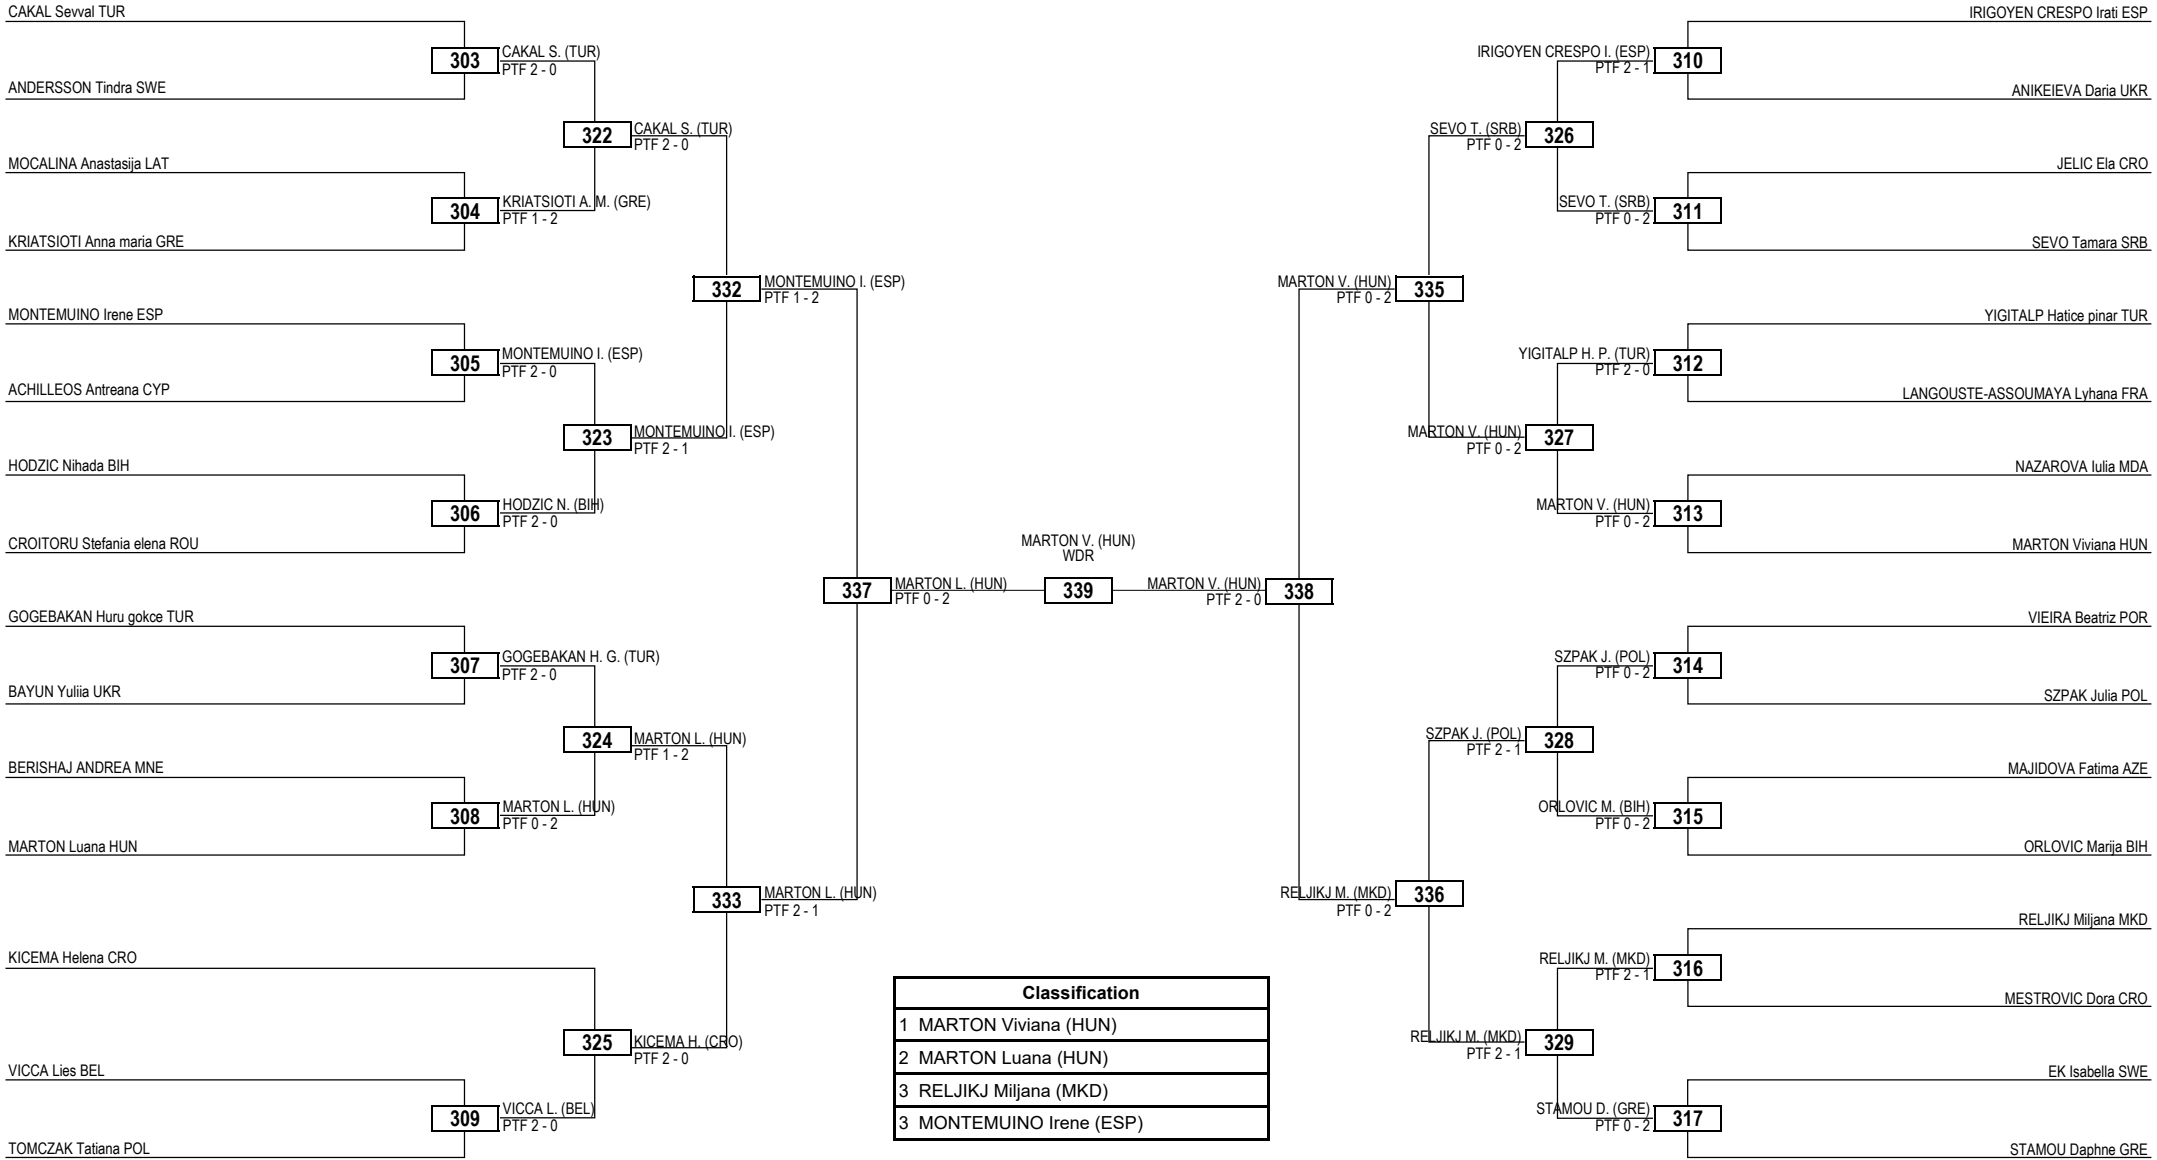 CAKAL Sevval TUR
303
CAKAL S. (TUR)
PTF 2 - 0
ANDERSSON Tindra SWE
322
CAKAL S. (TUR)
PTF 2 - 0
MOCALINA Anastasija LAT
304
KRIATSIOTI A. M. (GRE)
PTF 1 - 2
KRIATSIOTI Anna maria GRE
332
MONTEMUINO I. (ESP)
PTF 1 - 2
MONTEMUINO Irene ESP
305
MONTEMUINO I. (ESP)
PTF 2 - 0
ACHILLEOS Antreana CYP
323
MONTEMUINO I. (ESP)
PTF 2 - 1
HODZIC Nihada BIH
306
HODZIC N. (BIH)
PTF 2 - 0
CROITORU Stefania elena ROU
337
MARTON L. (HUN)
PTF 0 - 2
GOGEBAKAN Huru gokce TUR
307
GOGEBAKAN H. G. (TUR)
PTF 2 - 0
BAYUN Yuliia UKR
324
MARTON L. (HUN)
PTF 1 - 2
BERISHAJ ANDREA MNE
308
MARTON L. (HUN)
PTF 0 - 2
MARTON Luana HUN
333
MARTON L. (HUN)
PTF 2 - 1
KICEMA Helena CRO
325
KICEMA H. (CRO)
PTF 2 - 0
VICCA Lies BEL
309
VICCA L. (BEL)
PTF 2 - 0
TOMCZAK Tatiana POL
MARTON V. (HUN)
WDR
339
IRIGOYEN CRESPO Irati ESP
IRIGOYEN CRESPO I. (ESP)
PTF 2 - 1
310
ANIKEIEVA Daria UKR
SEVO T. (SRB)
PTF 0 - 2
326
JELIC Ela CRO
SEVO T. (SRB)
PTF 0 - 2
311
SEVO Tamara SRB
MARTON V. (HUN)
PTF 0 - 2
335
YIGITALP Hatice pinar TUR
YIGITALP H. P. (TUR)
PTF 2 - 0
312
LANGOUSTE-ASSOUMAYA Lyhana FRA
MARTON V. (HUN)
PTF 0 - 2
327
NAZAROVA Iulia MDA
MARTON V. (HUN)
PTF 0 - 2
313
MARTON Viviana HUN
MARTON V. (HUN)
PTF 2 - 0
338
VIEIRA Beatriz POR
SZPAK J. (POL)
PTF 0 - 2
314
SZPAK Julia POL
SZPAK J. (POL)
PTF 2 - 1
328
MAJIDOVA Fatima AZE
ORLOVIC M. (BIH)
PTF 0 - 2
315
ORLOVIC Marija BIH
RELJIKJ M. (MKD)
PTF 0 - 2
336
RELJIKJ Miljana MKD
RELJIKJ M. (MKD)
PTF 2 - 1
316
MESTROVIC Dora CRO
RELJIKJ M. (MKD)
PTF 2 - 1
329
EK Isabella SWE
STAMOU D. (GRE)
PTF 0 - 2
317
STAMOU Daphne GRE
Classification
1 MARTON Viviana (HUN)
2 MARTON Luana (HUN)
3 RELJIKJ Miljana (MKD)
3 MONTEMUINO Irene (ESP)